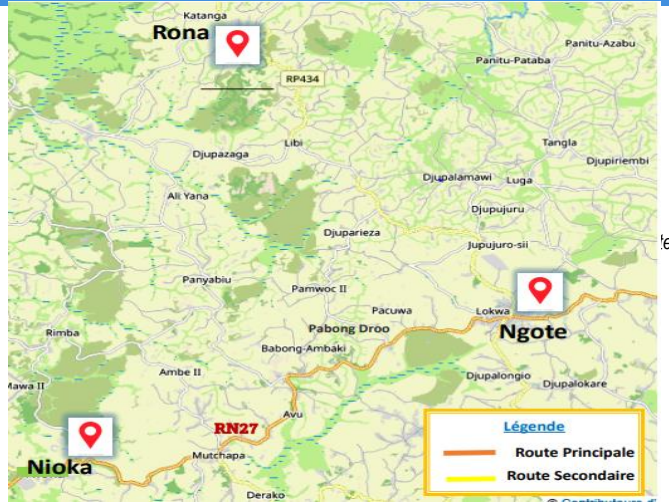 Katanga
Rona
Panitu-Azabu
Panitu-Pataba
RP434
Libi
Tangla
Djupazaga
Djupiriembi
Djupalamawi
Luga
Ali Yana
Djupujuru
Djuparieza
Jupujuro-sii
Panyabiu
Pamwoc II
Pacuwa
Lokwa
Rimba
Pabong Droo
Ngote
Babong-Ambaki
Ambe II
Djupalongio
Djupalokare
Mawa II
Avu
RN27
Légende
Mutchapa
Route Principale
Nioka
Route Secondaire
Derako